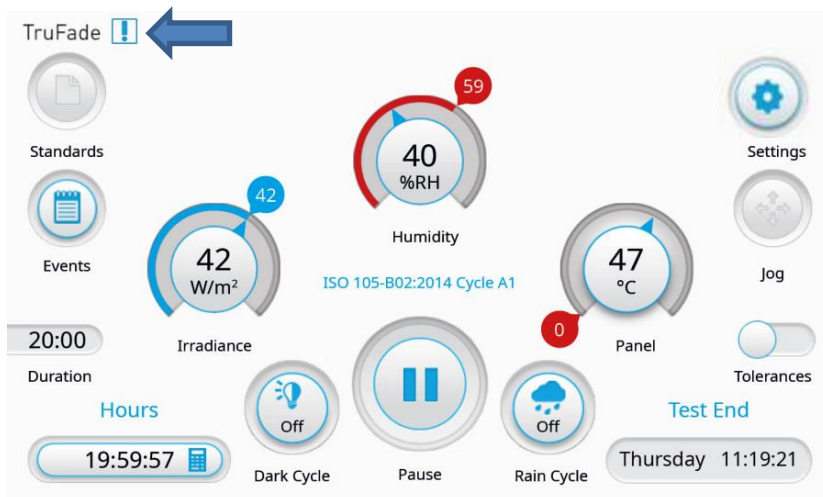 TruFade !
Standards
Events
20:00
Duration
Hours
19:59:57
42
42
W/m²
Irradiance
59
40
%RH
Humidity
ISO 105-B02:2014 Cycle A1
Off
Dark Cycle
Pause
Off
Rain Cycle
47
°C
0
Panel
Settings
Jog
Tolerances
Test End
Thursday 11:19:21